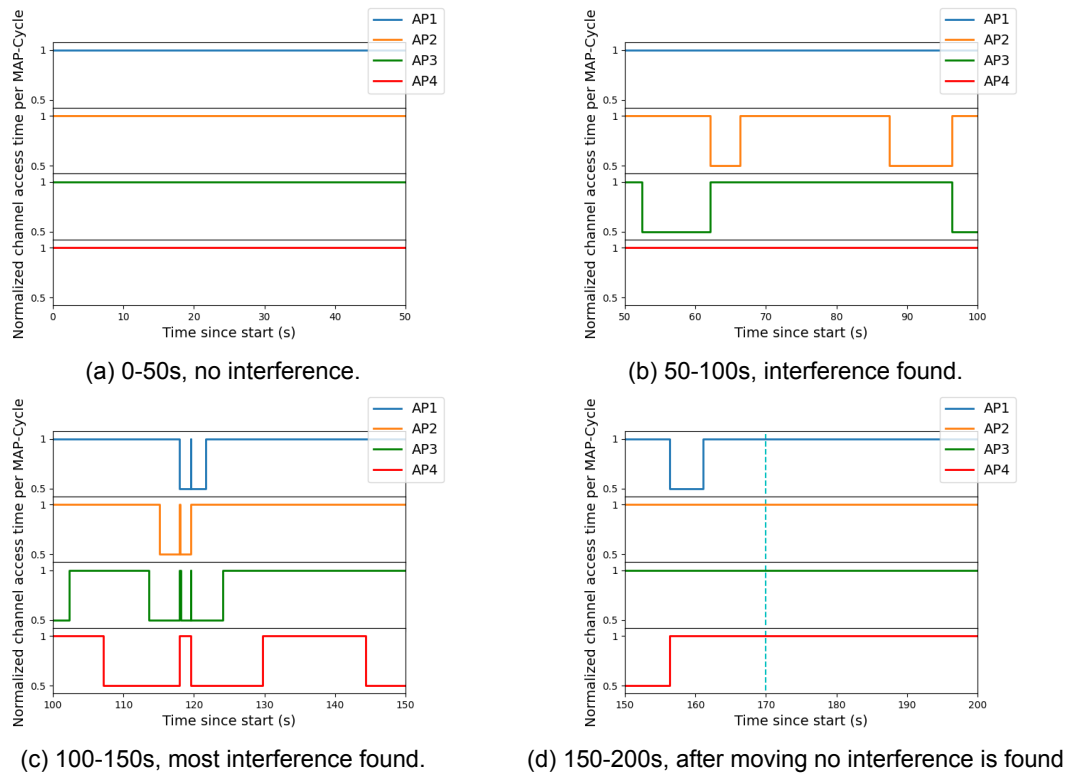 AP1
AP2
AP3
AP4
Normalized channel access time per MAP-Cycle
1
0.5
1
0.5
1
0.5
1
0.5
0 10 20 30 40 50
Time since start (s)
(a) 0-50s, no interference.
AP1
AP2
AP3
AP4
Normalized channel access time per MAP-Cycle
1
0.5
1
0.5
1
0.5
1
0.5
50 60 70 80 90 100
Time since start (s)
(b) 50-100s, interference found.
AP1
AP2
AP3
AP4
Normalized channel access time per MAP-Cycle
1
0.5
1
0.5
1
0.5
1
0.5
100 110 120 130 140 150
Time since start (s)
(c) 100-150s, most interference found.
AP1
AP2
AP3
AP4
Normalized channel access time per MAP-Cycle
1
0.5
1
0.5
1
0.5
1
0.5
150 160 170 180 190 200
Time since start (s)
(d) 150-200s, after moving no interference is found